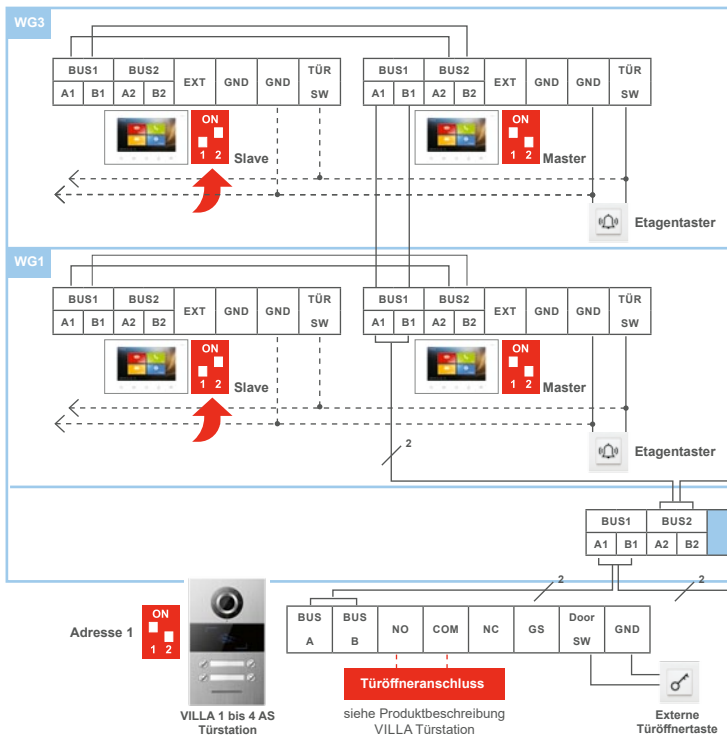 WG3
BUS1 BUS2 EXT GND GND TÜR SW
A1 B1 A2 B2
BUS1 BUS2 EXT GND GND TÜR SW
A1 B1 A2 B2
ON
1 2
Slave
ON
1 2
Master
Etagentaster
WG1
BUS1 BUS2 EXT GND GND TÜR SW
A1 B1 A2 B2
BUS1 BUS2 EXT GND GND TÜR SW
A1 B1 A2 B2
ON
1 2
Slave
ON
1 2
Master
Etagentaster
2
BUS1 BUS2
A1 B1 A2 B2
2
2
Adresse 1
ON
1 2
BUS A
BUS B
NO
COM
NC
GS
Door SW
GND
Türöffneranschluss
siehe Produktbeschreibung
VILLA Türstation
VILLA 1 bis 4 AS
Türstation
Externe
Türöffnertaste